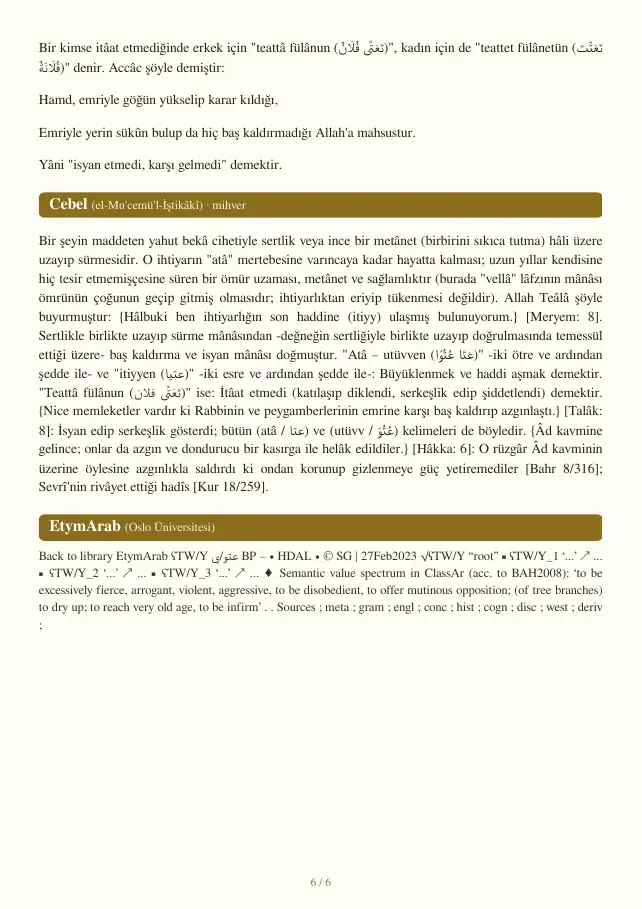 Bir kimse itâat etmediğinde erkek için "teattâ fülânun (تَعَتَّى فُلَانٌ)", kadın için de "teattet fülânetün (تَعَتَّتْ
فُلَانَةٌ)" denir. Accâc şöyle demiştir:
Hamd, emriyle göğün yükselip karar kıldığı,
Emriyle yerin sükûn bulup da hiç baş kaldırmadığı Allah'a mahsustur.
Yâni "isyan etmedi, karşı gelmedi" demektir.
Cebel (el-Mu'cemü'l-İştikâkî) · mihver
Bir şeyin maddeten yahut bekâ cihetiyle sertlik veya ince bir metânet (birbirini sıkıca tutma) hâli üzere
uzayıp sürmesidir. O ihtiyarın "atâ" mertebesine varıncaya kadar hayatta kalması; uzun yıllar kendisine
hiç tesir etmemişçesine süren bir ömür uzaması, metânet ve sağlamlıktır (burada "vellâ" lâfzının mânâsı
ömrünün çoğunun geçip gitmiş olmasıdır; ihtiyarlıktan eriyip tükenmesi değildir). Allah Teâlâ şöyle
buyurmuştur: {Hâlbuki ben ihtiyarlığın son haddine (itiyy) ulaşmış bulunuyorum.} [Meryem: 8].
Sertlikle birlikte uzayıp sürme mânâsından -değneğin sertliğiyle birlikte uzayıp doğrulmasında temessül
ettiği üzere- baş kaldırma ve isyan mânâsı doğmuştur. "Atâ – utüvven (عَتَا عُتُوًّا)" -iki ötre ve ardından
şedde ile- ve "itiyyen (عتيا)" -iki esre ve ardından şedde ile-: Büyüklenmek ve haddi aşmak demektir.
"Teattâ fülânun (تَعَتَّى فلان)" ise: İtâat etmedi (katılaşıp diklendi, serkeşlik edip şiddetlendi) demektir.
{Nice memleketler vardır ki Rabbinin ve peygamberlerinin emrine karşı baş kaldırıp azgınlaştı.} [Talâk:
8]: İsyan edip serkeşlik gösterdi; bütün (atâ / عتا) ve (utüvv / عُتُوّ) kelimeleri de böyledir. {Âd kavmine
gelince; onlar da azgın ve dondurucu bir kasırga ile helâk edildiler.} [Hâkka: 6]: O rüzgâr Âd kavminin
üzerine öylesine azgınlıkla saldırdı ki ondan korunup gizlenmeye güç yetiremediler [Bahr 8/316];
Sevrî'nin rivâyet ettiği hadîs [Kur 18/259].
EtymArab (Oslo Üniversitesi)
Back to library EtymArab ʕTW/Y عتو/ى BP – • HDAL • © SG | 27Feb2023 √ʕTW/Y “root” ▪ ʕTW/Y_1 ‘...’ ↗ ...
▪ ʕTW/Y_2 ‘...’ ↗ ... ▪ ʕTW/Y_3 ‘...’ ↗ ... ♦ Semantic value spectrum in ClassAr (acc. to BAH2008): ‘to be
excessively fierce, arrogant, violent, aggressive, to be disobedient, to offer mutinous opposition; (of tree branches)
to dry up; to reach very old age, to be infirm’ . . Sources ; meta ; gram ; engl ; conc ; hist ; cogn ; disc ; west ; deriv
;
6 / 6